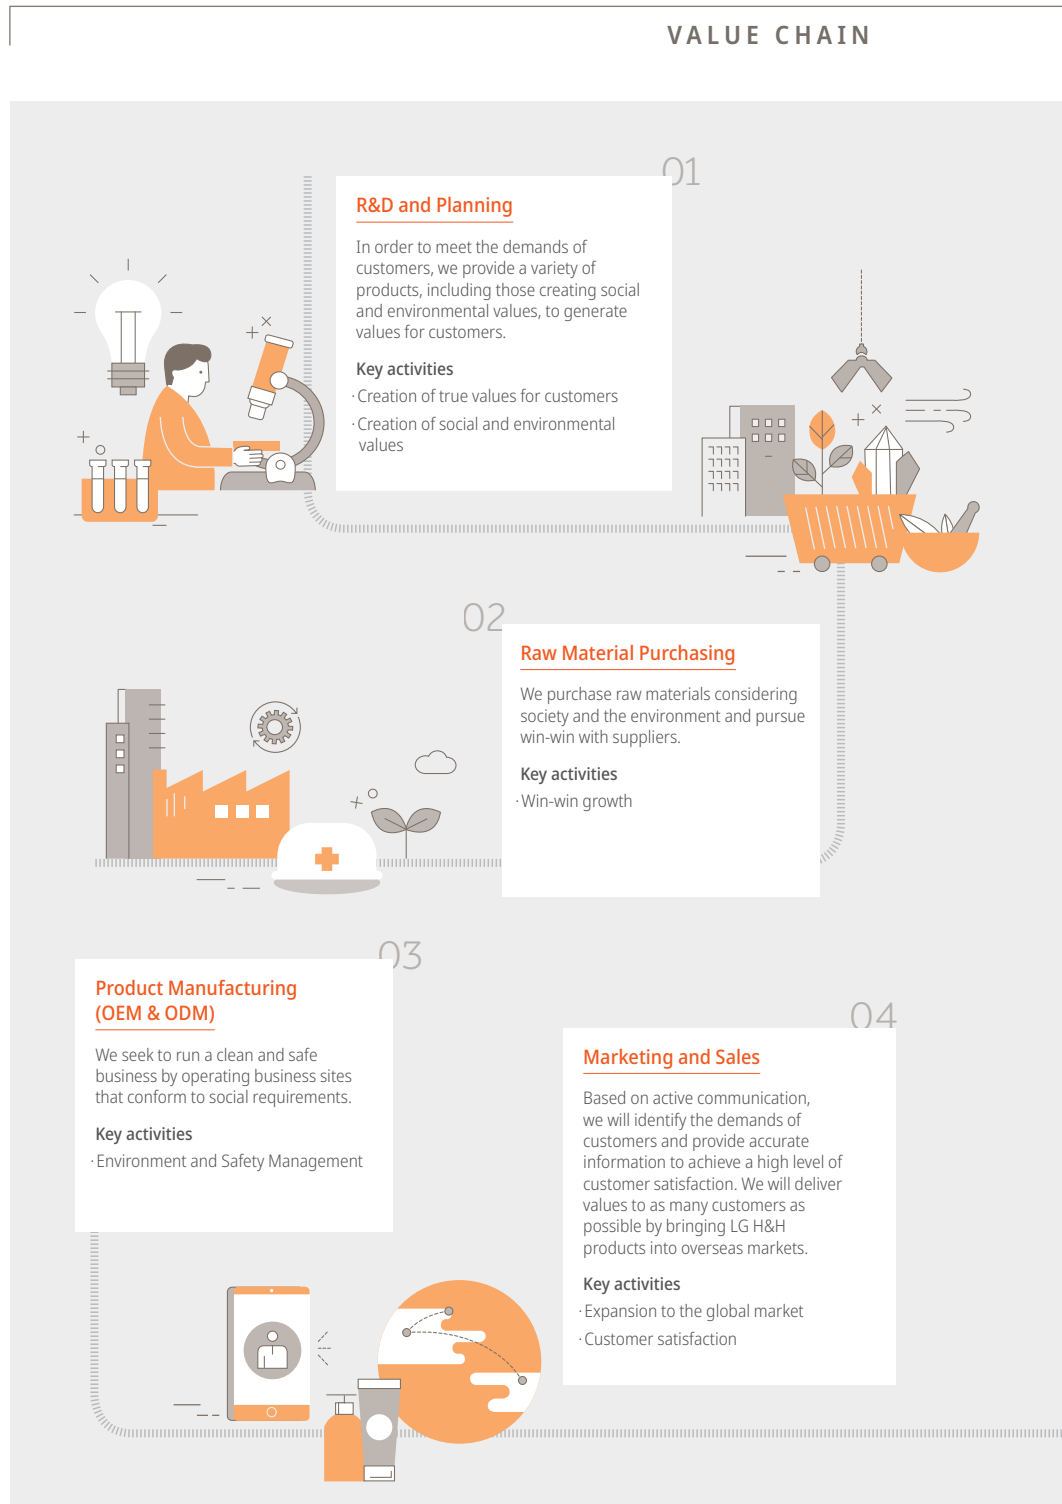 VALUE CHAIN
01
R&D and Planning
In order to meet the demands of
customers, we provide a variety of
products, including those creating social
and environmental values, to generate
values for customers.
Key activities
· Creation of true values for customers
· Creation of social and environmental
values
02
Raw Material Purchasing
We purchase raw materials considering
society and the environment and pursue
win-win with suppliers.
Key activities
· Win-win growth
03
Product Manufacturing
(OEM & ODM)
We seek to run a clean and safe
business by operating business sites
that conform to social requirements.
Key activities
· Environment and Safety Management
04
Marketing and Sales
Based on active communication,
we will identify the demands of
customers and provide accurate
information to achieve a high level of
customer satisfaction. We will deliver
values to as many customers as
possible by bringing LG H&H
products into overseas markets.
Key activities
· Expansion to the global market
· Customer satisfaction